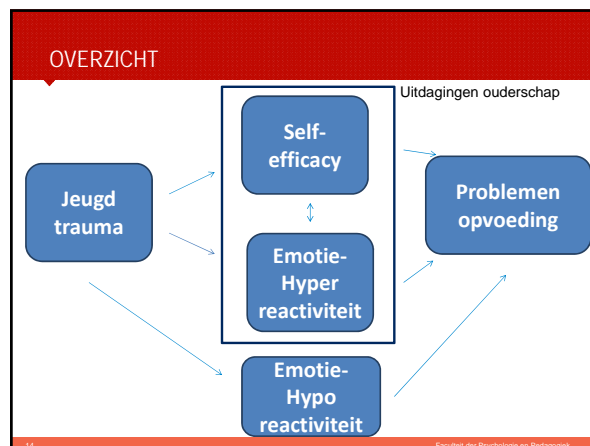 OVERZICHT
Uitdagingen ouderschap
Self-
efficacy
Jeugd
trauma
Problemen
opvoeding
Emotie-
Hyper
reactiviteit
Emotie-
Hypo
reactiviteit
14
Faculteit der Psychologie en Pedagogiek